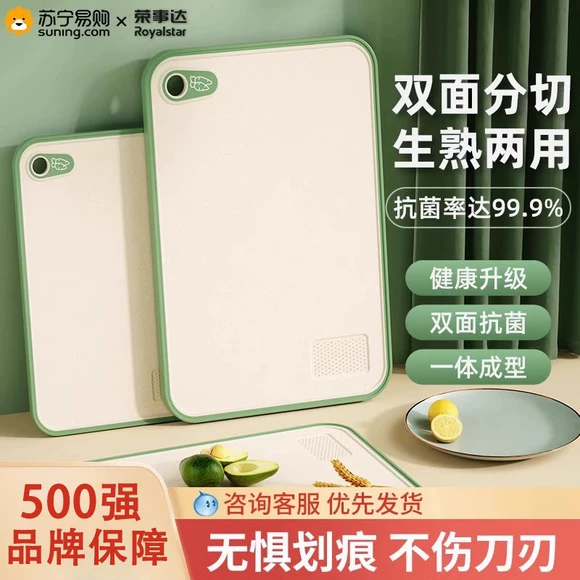 苏宁易购
suning.com
×
荣事达
Royalstar
双面分切
生熟两用
抗菌率达99.9%
健康升级
双面抗菌
一体成型
500强
品牌保障
咨询客服 优先发货
无惧划痕 不伤刀刃